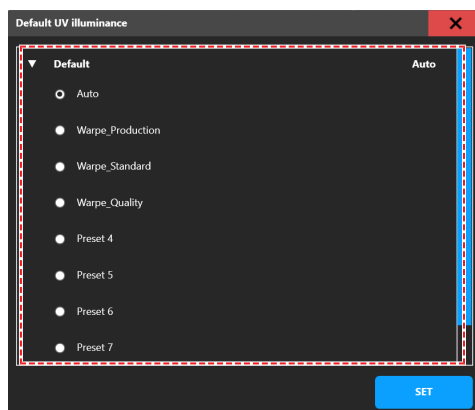 Default UV illuminance
Default Auto
Auto
Warpe_Production
Warpe_Standard
Warpe_Quality
Preset 4
Preset 5
Preset 6
Preset 7
SET